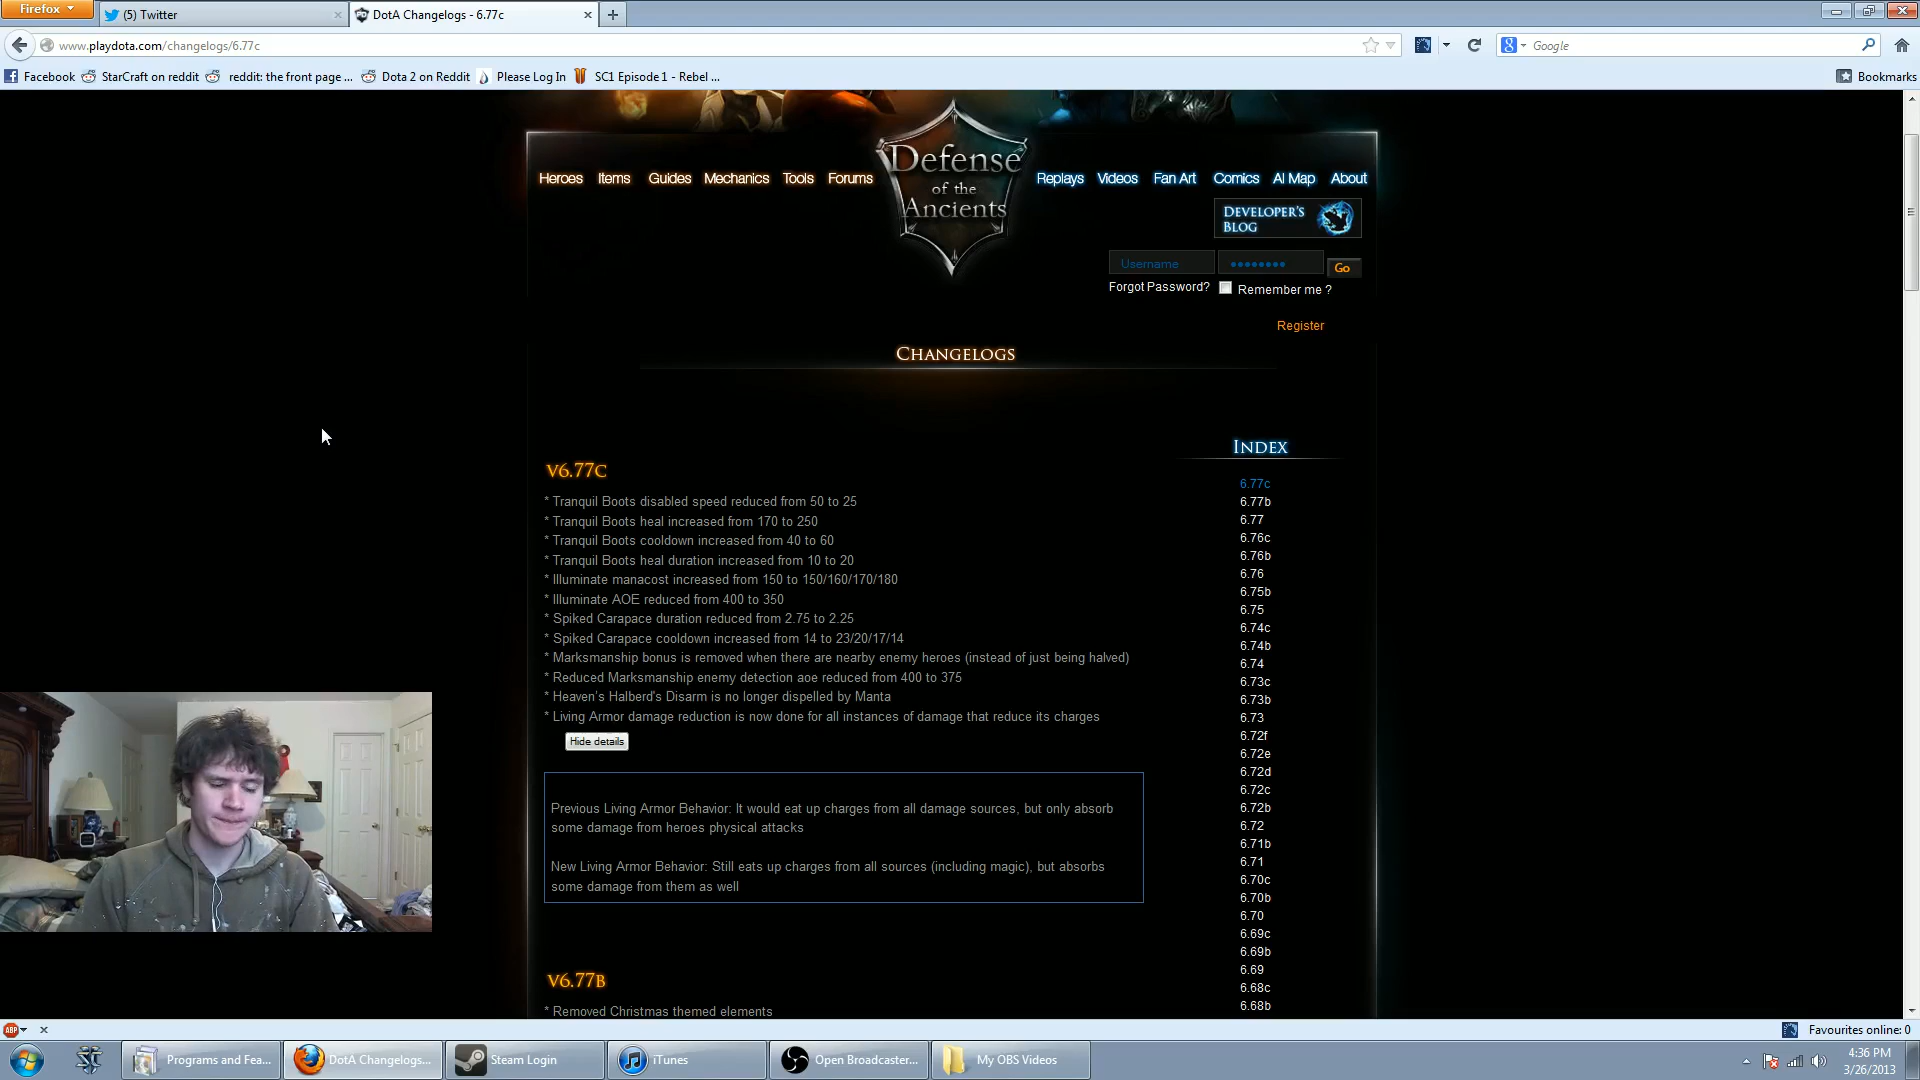 Firefox
(5) Twitter
DotA Changelogs - 6.77c
www.playdota.com/changelogs/6.77c
Google
Facebook
StarCraft on reddit
reddit: the front page ...
Dota 2 on Reddit
Please Log In
SC1 Episode 1 - Rebel ...
Bookmarks
Defense
of the
Ancients
Heroes
Items
Guides
Mechanics
Tools
Forums
Replays
Videos
Fan Art
Comics
AI Map
About
Developer's
Blog
Username
Go
Forgot Password?
Remember me ?
Register
Changelogs
Index
v6.77c
* Tranquil Boots disabled speed reduced from 50 to 25
* Tranquil Boots heal increased from 170 to 250
* Tranquil Boots cooldown increased from 40 to 60
* Tranquil Boots heal duration increased from 10 to 20
* Illuminate manacost increased from 150 to 150/160/170/180
* Illuminate AOE reduced from 400 to 350
* Spiked Carapace duration reduced from 2.75 to 2.25
* Spiked Carapace cooldown increased from 14 to 23/20/17/14
* Marksmanship bonus is removed when there are nearby enemy heroes (instead of just being halved)
* Reduced Marksmanship enemy detection aoe reduced from 400 to 375
* Heaven's Halberd's Disarm is no longer dispelled by Manta
* Living Armor damage reduction is now done for all instances of damage that reduce its charges
Hide details
Previous Living Armor Behavior: It would eat up charges from all damage sources, but only absorb
some damage from heroes physical attacks
New Living Armor Behavior: Still eats up charges from all sources (including magic), but absorbs
some damage from them as well
v6.77b
* Removed Christmas themed elements
6.77c
6.77b
6.77
6.76c
6.76b
6.76
6.75b
6.75
6.74c
6.74b
6.74
6.73c
6.73b
6.73
6.72f
6.72e
6.72d
6.72c
6.72b
6.72
6.71b
6.71
6.70c
6.70b
6.70
6.69c
6.69b
6.69
6.68c
6.68b
ABP
Favourites online: 0
Programs and Fea...
DotA Changelogs...
Steam Login
iTunes
Open Broadcaster...
My OBS Videos
4:36 PM
3/26/2013